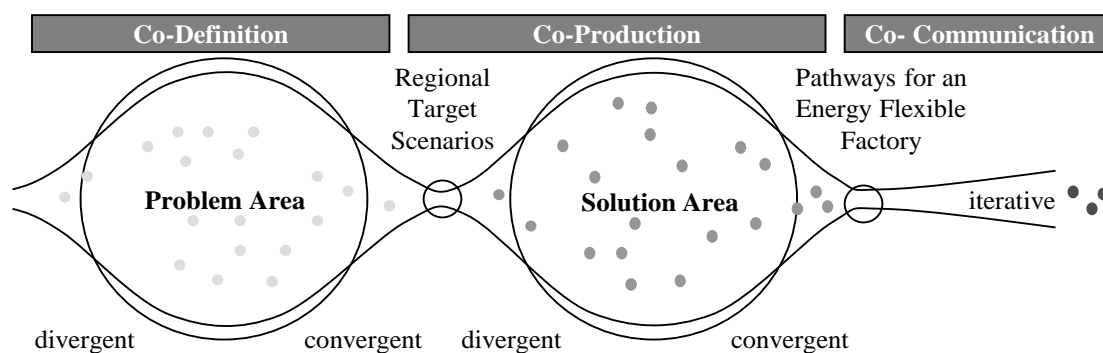 Co-Definition
Co-Production
Co- Communication
Regional
Target
Scenarios
Pathways for an
Energy Flexible
Factory
Problem Area
Solution Area
iterative
divergent
convergent
divergent
convergent